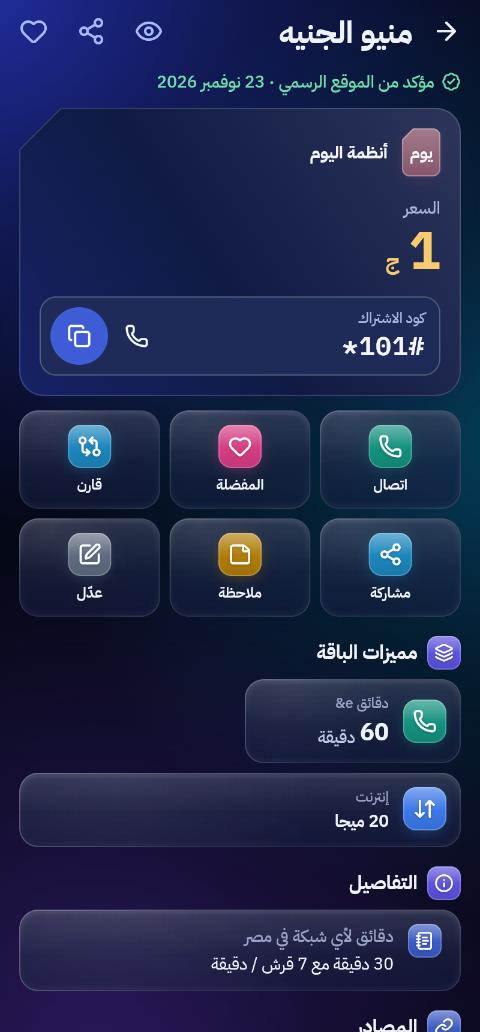 منيو الجنيه
مؤكد من الموقع الرسمي · 23 نوفمبر 2026
يوم
أنظمة اليوم
السعر
1 ج
كود الاشتراك
*101#
اتصال
المفضلة
قارن
مشاركة
ملاحظة
عدّل
مميزات الباقة
دقائق e&
60 دقيقة
إنترنت
20 ميجا
التفاصيل
دقائق لأي شبكة في مصر
30 دقيقة مع 7 قرش / دقيقة
المصادر